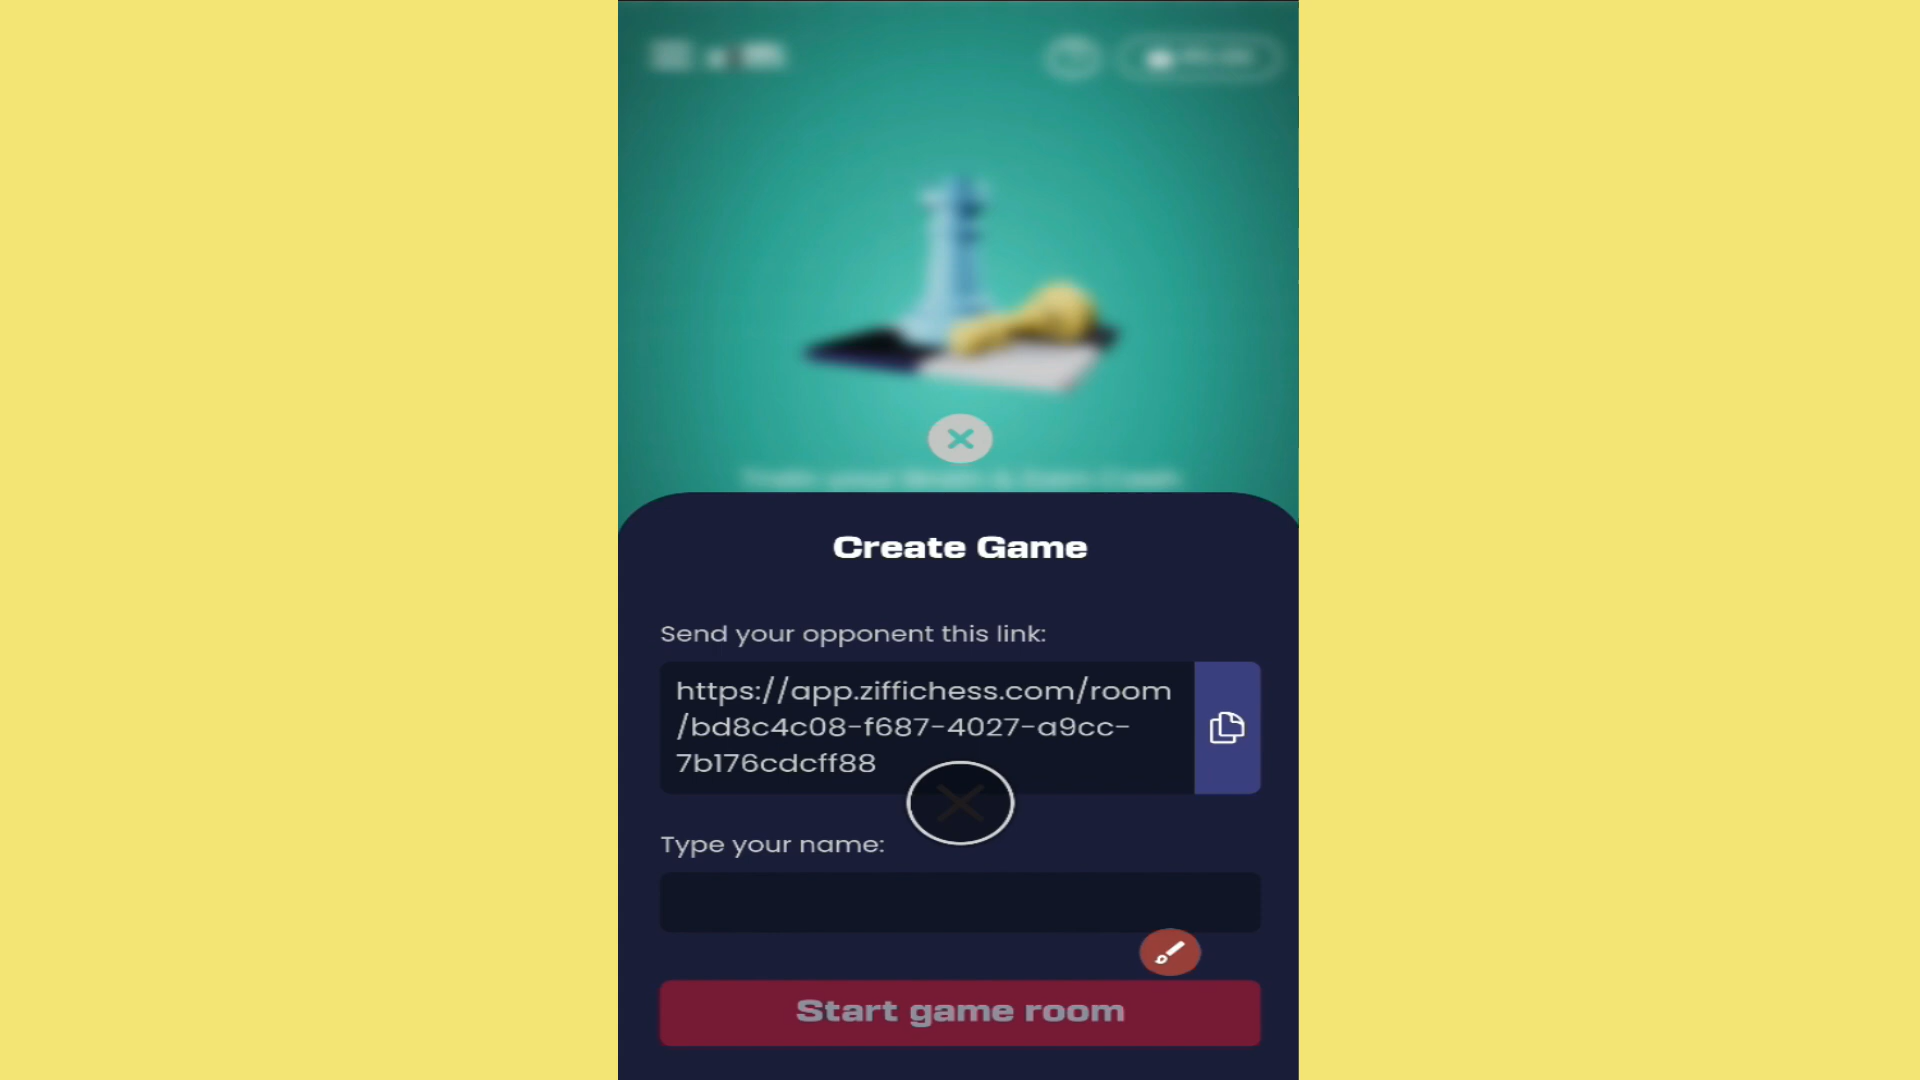 Create Game
Send your opponent this link:
https://app.ziffichess.com/room
/bd8c4c08-f687-4027-a9cc-
7b176cdcff88
Type your name:
Start game room